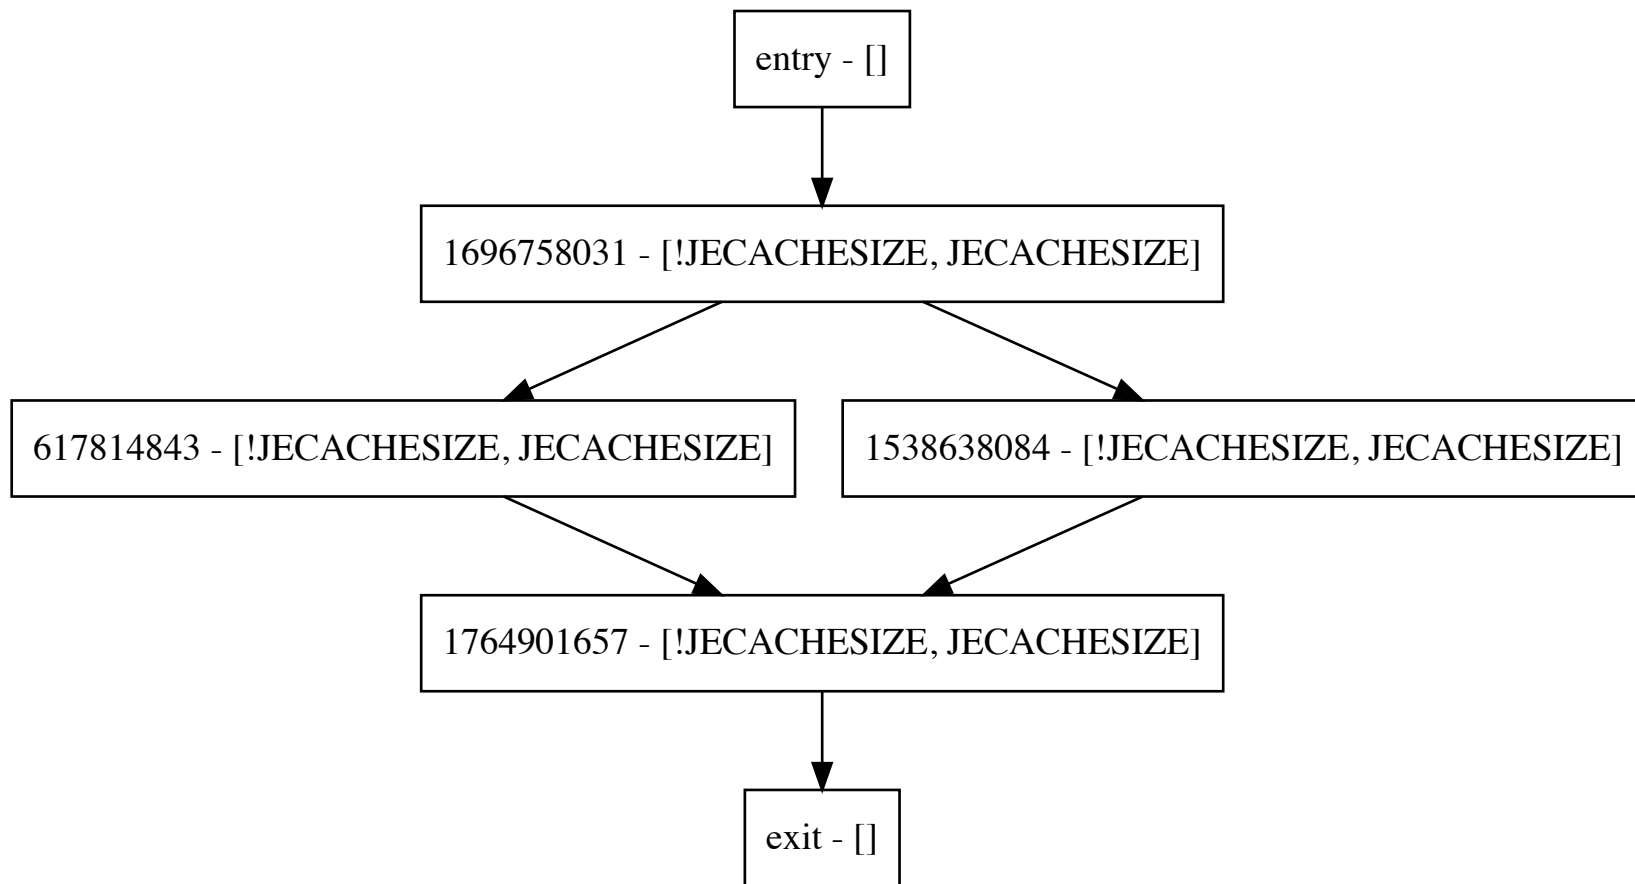 entry - []
1696758031 - [!JECACHESIZE, JECACHESIZE]
617814843 - [!JECACHESIZE, JECACHESIZE]
1538638084 - [!JECACHESIZE, JECACHESIZE]
1764901657 - [!JECACHESIZE, JECACHESIZE]
exit - []